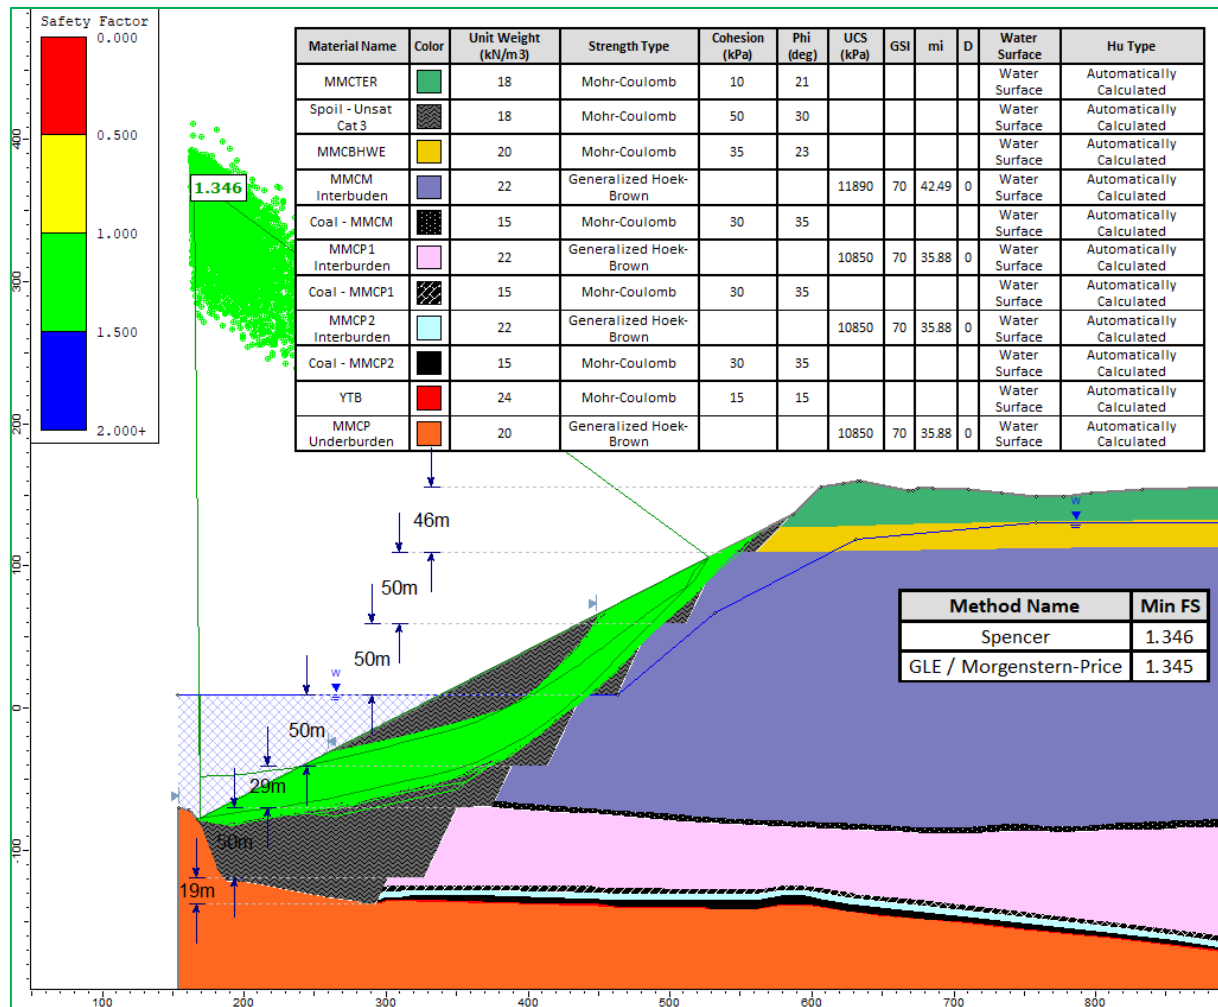 Safety Factor
0.000
0.500
1.000
1.500
2.000+
Material Name Color Unit Weight (kN/m3) Strength Type Cohesion (kPa) Phi (deg) UCS (kPa) GSI mi D Water Surface Hu Type
MMCTER 18 Mohr-Coulomb 10 21 Water Surface Automatically Calculated
Spoil - Unsat Cat 3 18 Mohr-Coulomb 50 30 Water Surface Automatically Calculated
MMCBHWE 20 Mohr-Coulomb 35 23 Water Surface Automatically Calculated
MMCM Interbuden 22 Generalized Hoek-Brown 11890 70 42.49 0 Water Surface Automatically Calculated
Coal - MMCM 15 Mohr-Coulomb 30 35 Water Surface Automatically Calculated
MMCP1 Interburden 22 Generalized Hoek-Brown 10850 70 35.88 0 Water Surface Automatically Calculated
Coal - MMCP1 15 Mohr-Coulomb 30 35 Water Surface Automatically Calculated
MMCP2 Interburden 22 Generalized Hoek-Brown 10850 70 35.88 0 Water Surface Automatically Calculated
Coal - MMCP2 15 Mohr-Coulomb 30 35 Water Surface Automatically Calculated
YTB 24 Mohr-Coulomb 15 15 Water Surface Automatically Calculated
MMCP Underburden 20 Generalized Hoek-Brown 10850 70 35.88 0 Water Surface Automatically Calculated
1.346
46m
50m
50m
50m
29m
50m
19m
W
W
Method Name Min FS
Spencer 1.346
GLE / Morgenstern-Price 1.345
400
300
200
100
0
-100
100 200 300 400 500 600 700 800